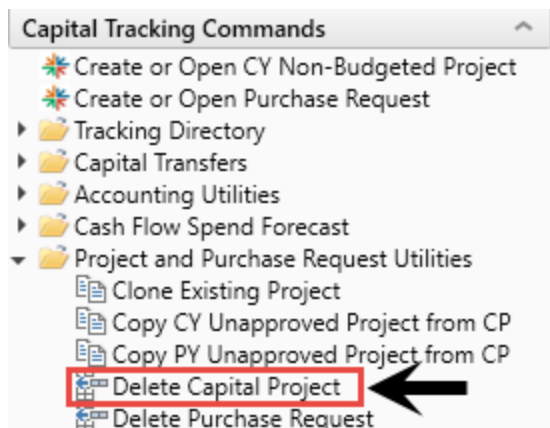 Capital Tracking Commands
Create or Open CY Non-Budgeted Project
Create or Open Purchase Request
Tracking Directory
Capital Transfers
Accounting Utilities
Cash Flow Spend Forecast
Project and Purchase Request Utilities
Clone Existing Project
Copy CY Unapproved Project from CP
Copy PY Unapproved Project from CP
Delete Capital Project
Delete Purchase Request